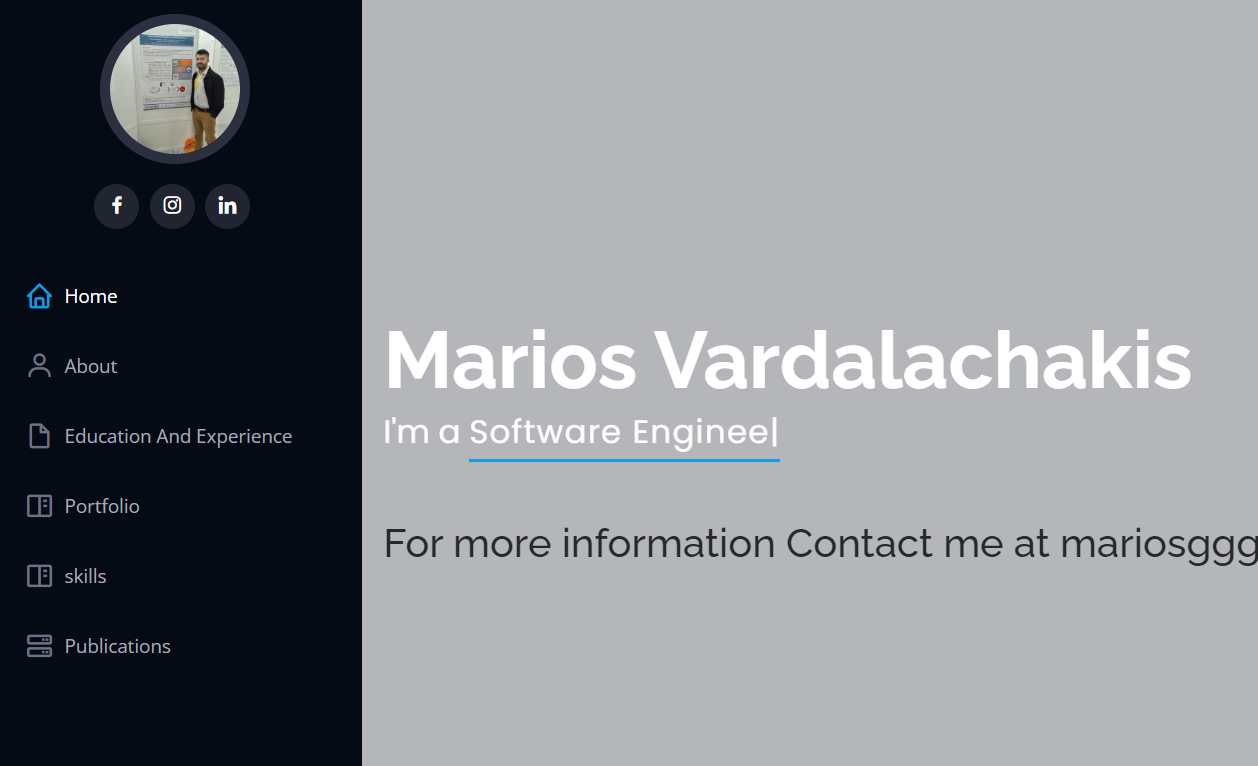 Home
About
Education And Experience
Portfolio
skills
Publications
Marios Vardalachakis
I'm a Software Enginee|
For more information Contact me at mariosggg